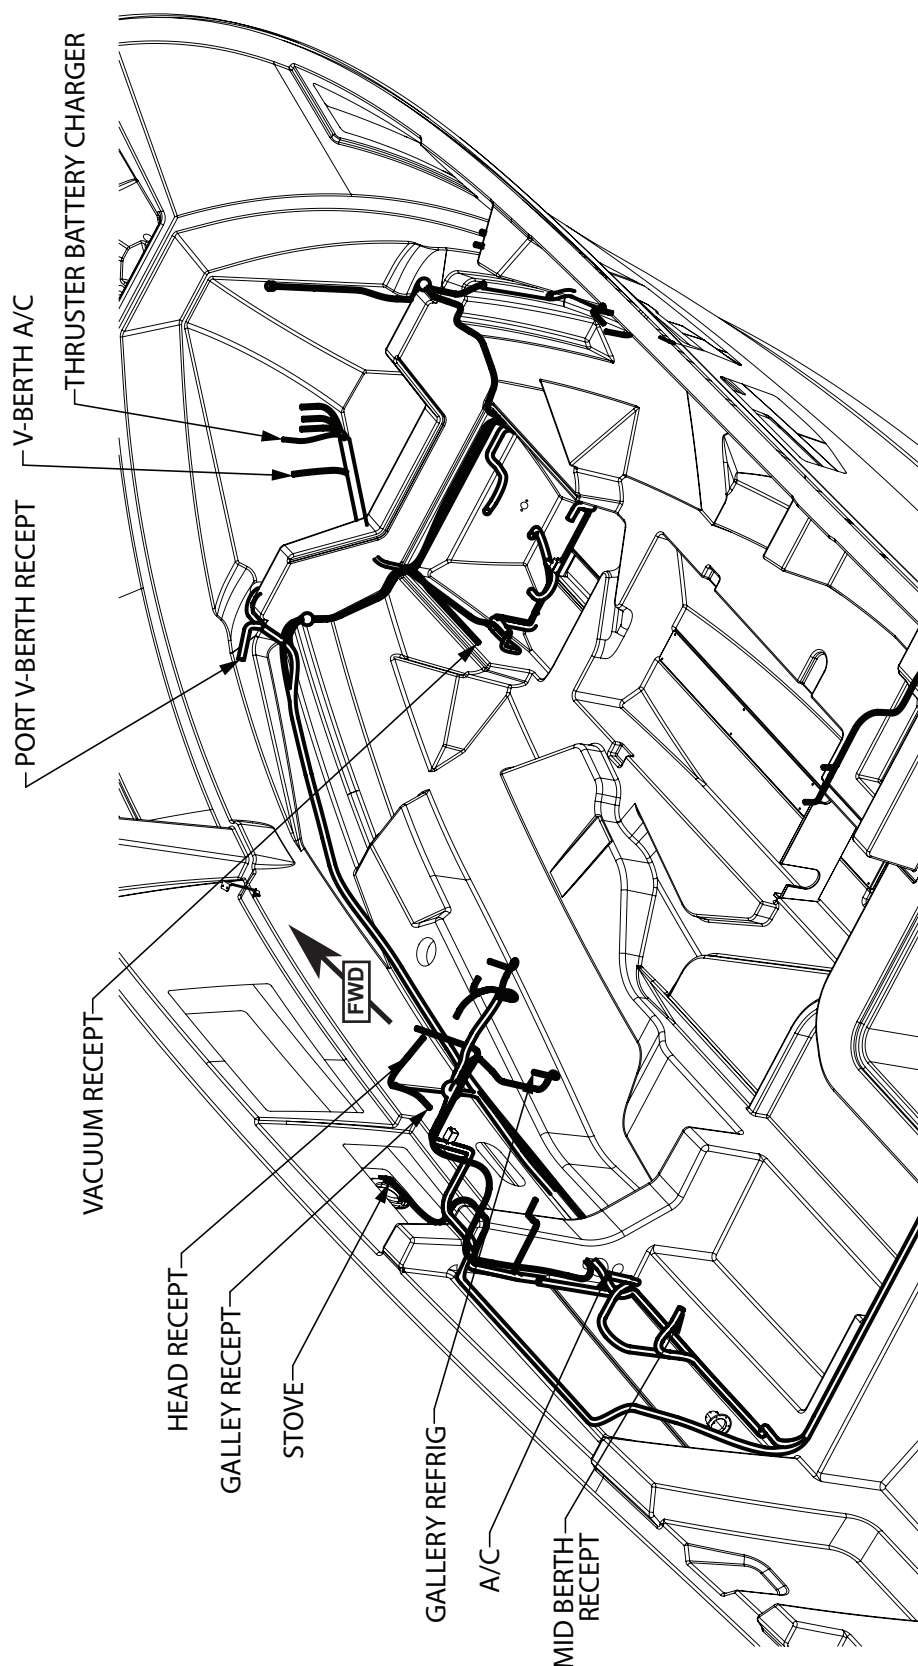 THRUSTER BATTERY CHARGER
V-BERTH A/C
PORT V-BERTH RECEPT
VACUUM RECEPT
HEAD RECEPT
GALLEY RECEPT
STOVE
GALLERY REFRIG
A/C
MID BERTH
RECEPT
FWD